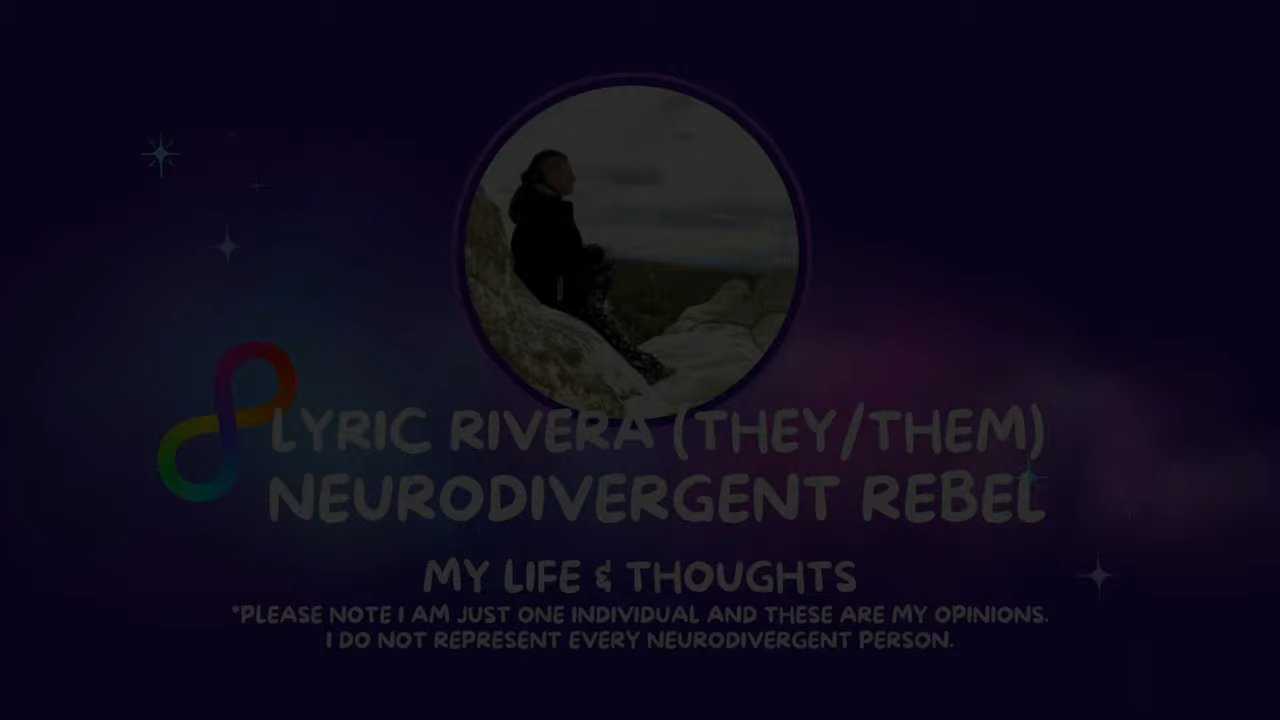 LYRIC RIVERA (THEY/THEM)
NEURODIVERGENT REBEL
MY LIFE & THOUGHTS
*PLEASE NOTE I AM JUST ONE INDIVIDUAL AND THESE ARE MY OPINIONS.
I DO NOT REPRESENT EVERY NEURODIVERGENT PERSON.